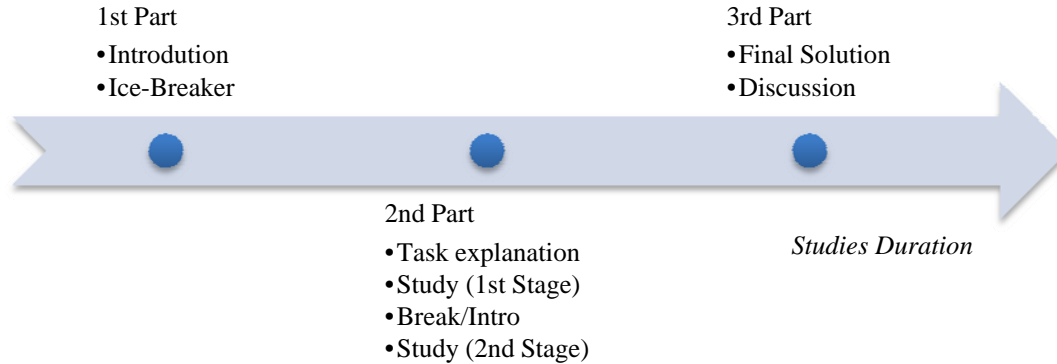 1st Part
•Introdution
•Ice-Breaker
3rd Part
•Final Solution
•Discussion
2nd Part
•Task explanation
•Study (1st Stage)
•Break/Intro
•Study (2nd Stage)
Studies Duration